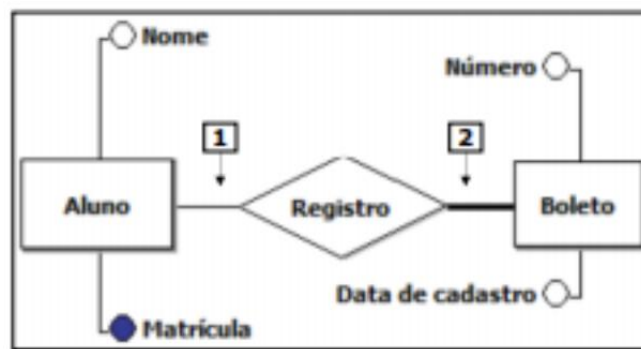 Nome
Número
1
2
Aluno
Registro
Boleto
Data de cadastro
Matrícula